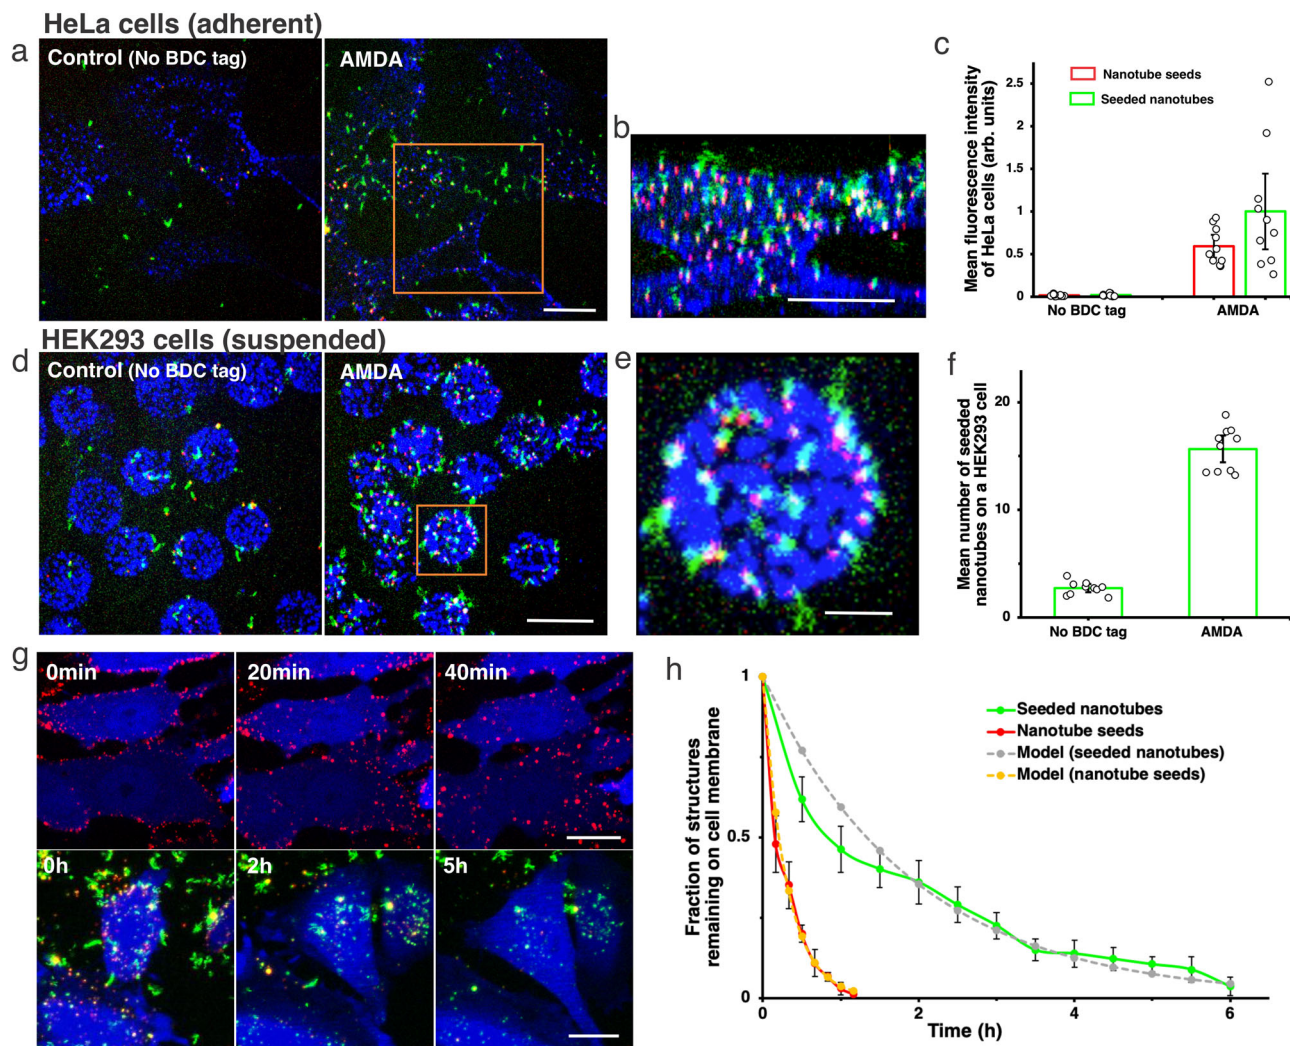 HeLa cells (adherent)
a
Control (No BDC tag)
AMDA
b
c
Mean fluorescence intensity
of HeLa cells (arb. units)
2.5
2
1.5
1
0.5
0
Nanotube seeds
Seeded nanotubes
No BDC tag
AMDA
HEK293 cells (suspended)
d
Control (No BDC tag)
AMDA
e
f
Mean number of seeded
nanotubes on a HEK293 cell
20
10
0
No BDC tag
AMDA
g
0min
20min
40min
0h
2h
5h
h
Fraction of structures
remaining on cell membrane
1
0.5
0
Seeded nanotubes
Nanotube seeds
Model (seeded nanotubes)
Model (nanotube seeds)
0
2
4
6
Time (h)